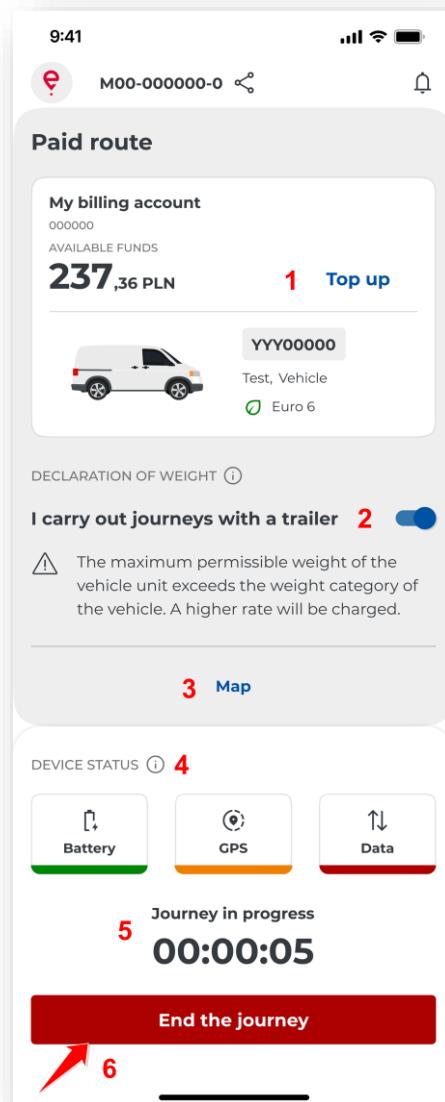 9:41
M00-000000-0
Paid route
My billing account
000000
AVAILABLE FUNDS
237,36 PLN
1 Top up
YYY00000
Test, Vehicle
Euro 6
DECLARATION OF WEIGHT
I carry out journeys with a trailer 2
The maximum permissible weight of the
vehicle unit exceeds the weight category of
the vehicle. A higher rate will be charged.
3 Map
DEVICE STATUS 4
Battery
GPS
Data
Journey in progress
5
00:00:05
End the journey
6